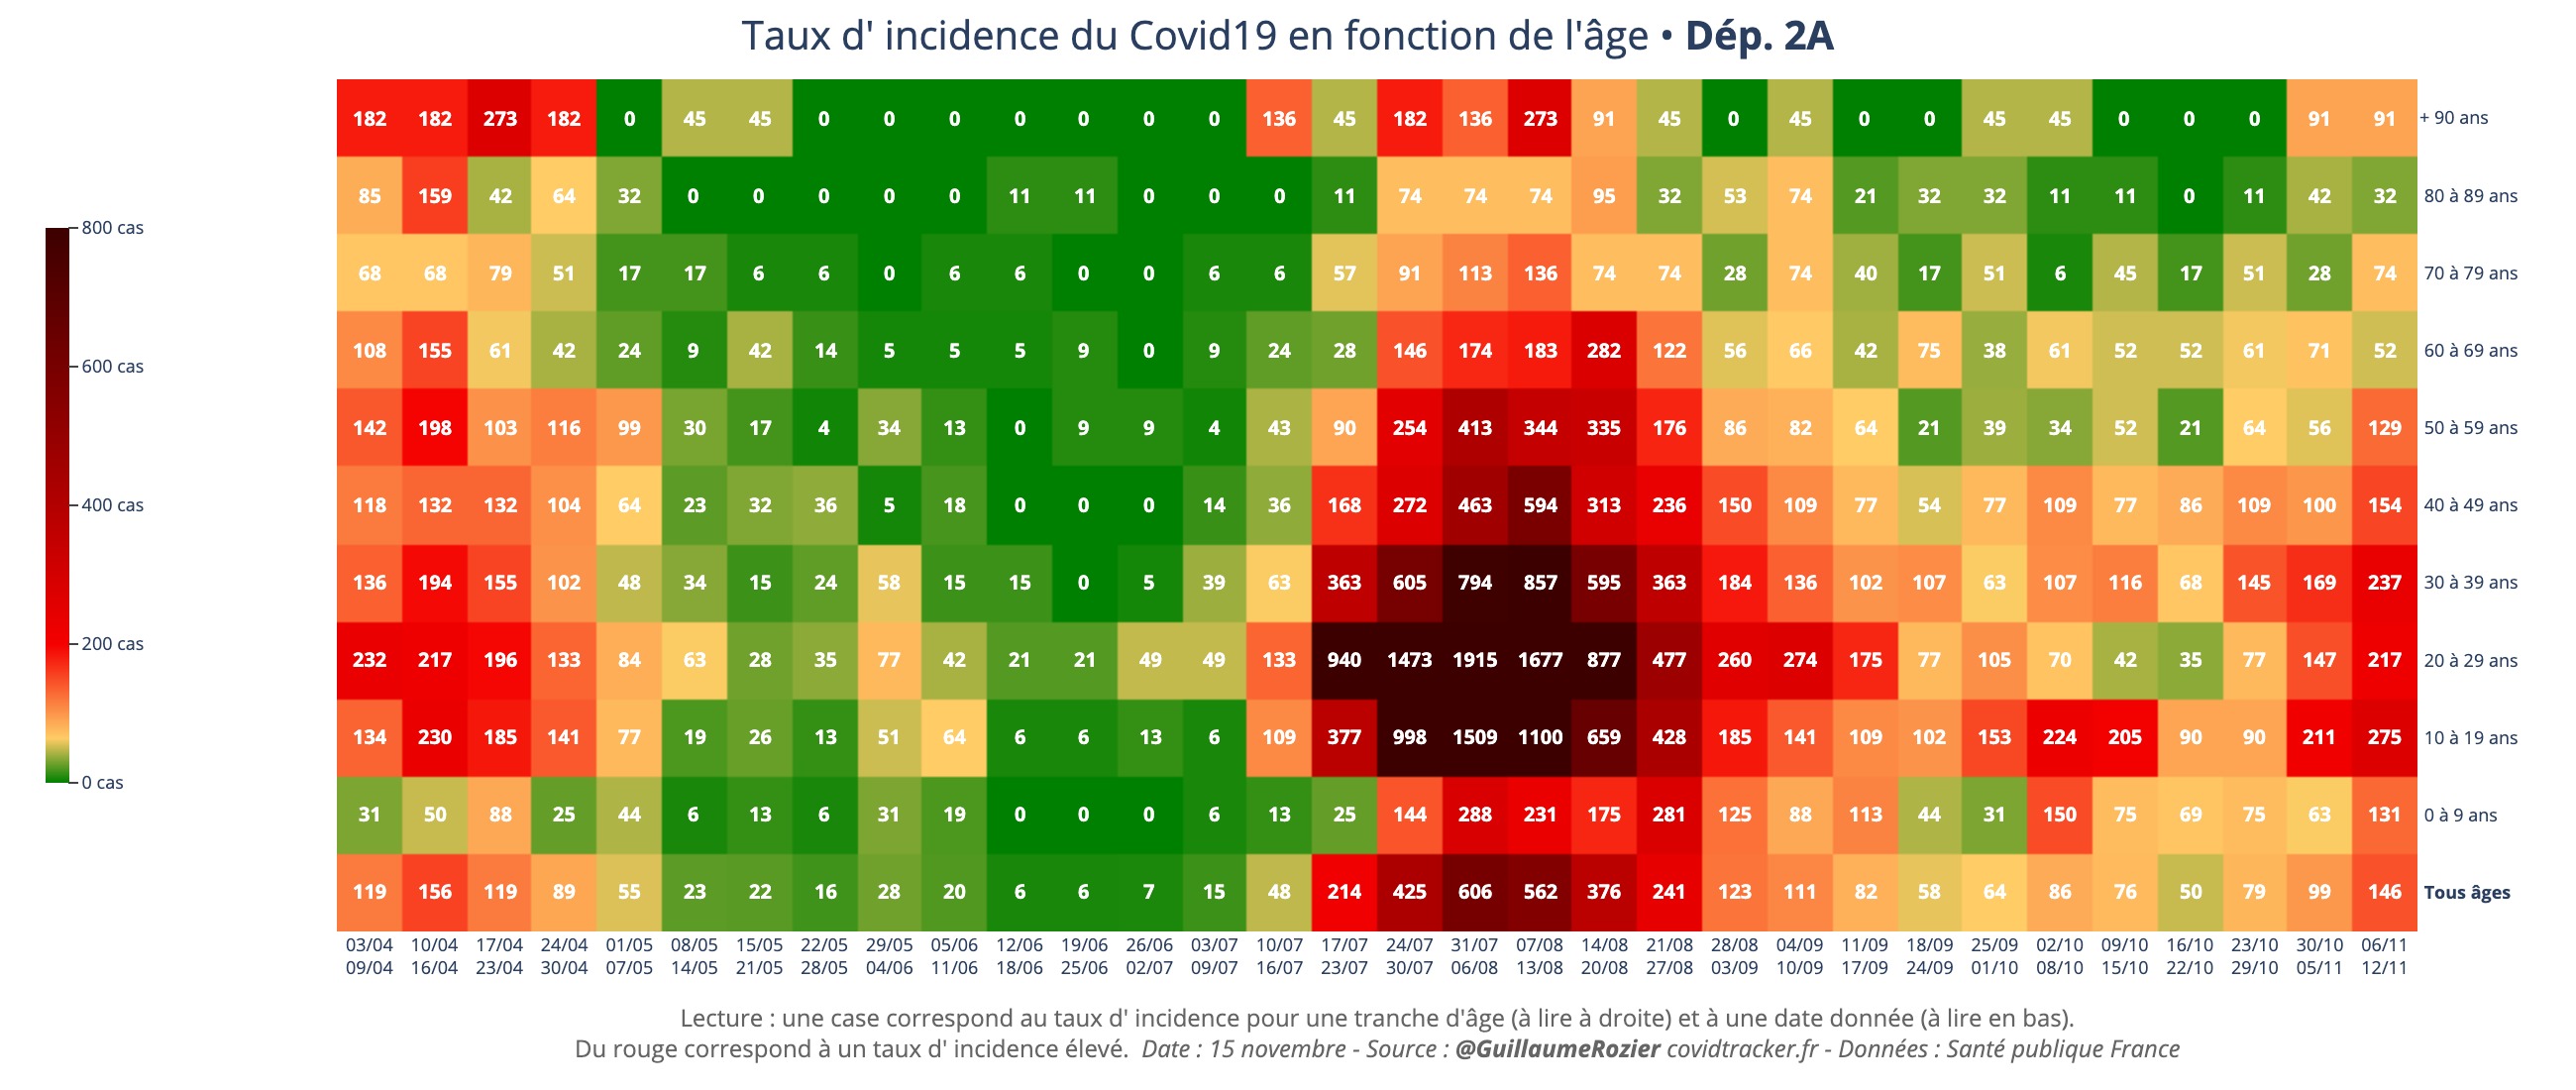 Taux d' incidence du Covid19 en fonction de l'âge • Dép. 2A
800 cas
600 cas
400 cas
200 cas
0 cas
182 182 273 182 0 45 45 0 0 0 0 0 0 0 136 45 182 136 273 91 45 0 45 0 0 45 45 0 0 0 91 91 + 90 ans
85 159 42 64 32 0 0 0 0 0 11 11 0 0 0 11 74 74 74 95 32 53 74 21 32 32 11 11 0 11 42 32 80 à 89 ans
68 68 79 51 17 17 6 6 0 6 6 0 0 6 6 57 91 113 136 74 74 28 74 40 17 51 6 45 17 51 28 74 70 à 79 ans
108 155 61 42 24 9 42 14 5 5 5 9 0 9 24 28 146 174 183 282 122 56 66 42 75 38 61 52 52 61 71 52 60 à 69 ans
142 198 103 116 99 30 17 4 34 13 0 9 9 4 43 90 254 413 344 335 176 86 82 64 21 39 34 52 21 64 56 129 50 à 59 ans
118 132 132 104 64 23 32 36 5 18 0 0 0 14 36 168 272 463 594 313 236 150 109 77 54 77 109 77 86 109 100 154 40 à 49 ans
136 194 155 102 48 34 15 24 58 15 15 0 5 39 63 363 605 794 857 595 363 184 136 102 107 63 107 116 68 145 169 237 30 à 39 ans
232 217 196 133 84 63 28 35 77 42 21 21 49 49 133 940 1473 1915 1677 877 477 260 274 175 77 105 70 42 35 77 147 217 20 à 29 ans
134 230 185 141 77 19 26 13 51 64 6 6 13 6 109 377 998 1509 1100 659 428 185 141 109 102 153 224 205 90 90 211 275 10 à 19 ans
31 50 88 25 44 6 13 6 31 19 0 0 0 6 13 25 144 288 231 175 281 125 88 113 44 31 150 75 69 75 63 131 0 à 9 ans
119 156 119 89 55 23 22 16 28 20 6 6 7 15 48 214 425 606 562 376 241 123 111 82 58 64 86 76 50 79 99 146 Tous âges
03/04 10/04 17/04 24/04 01/05 08/05 15/05 22/05 29/05 05/06 12/06 19/06 26/06 03/07 10/07 17/07 24/07 31/07 07/08 14/08 21/08 28/08 04/09 11/09 18/09 25/09 02/10 09/10 16/10 23/10 30/10 06/11
09/04 16/04 23/04 30/04 07/05 14/05 21/05 28/05 04/06 11/06 18/06 25/06 02/07 09/07 16/07 23/07 30/07 06/08 13/08 20/08 27/08 03/09 10/09 17/09 24/09 01/10 08/10 15/10 22/10 29/10 05/11 12/11
Lecture : une case correspond au taux d' incidence pour une tranche d'âge (à lire à droite) et à une date donnée (à lire en bas).
Du rouge correspond à un taux d' incidence élevé. Date : 15 novembre - Source : @GuillaumeRozier covidtracker.fr - Données : Santé publique France